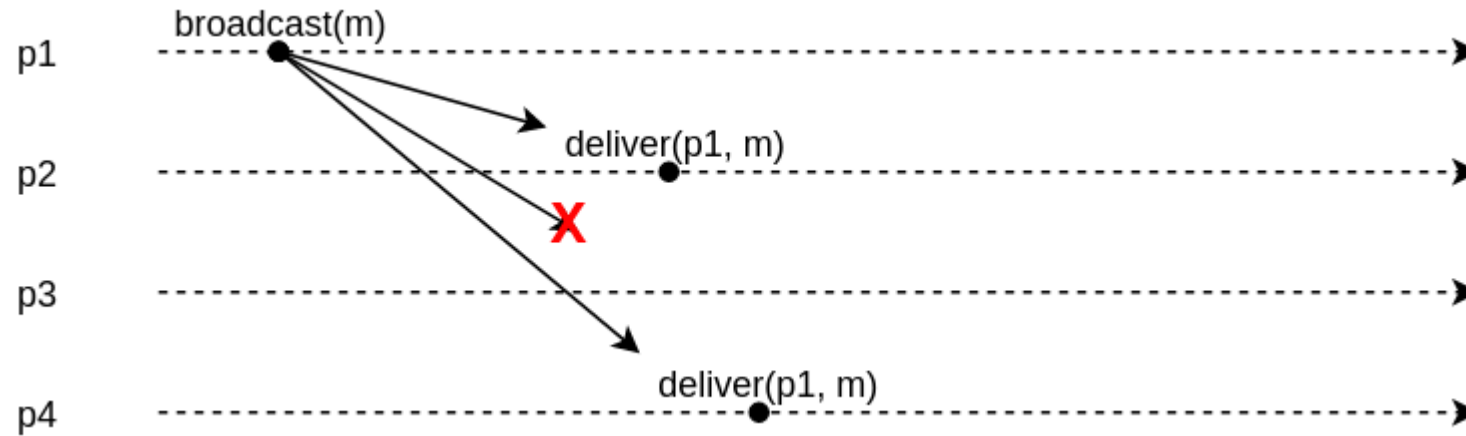 broadcast(m)
p1
deliver(p1, m)
p2
X
p3
deliver(p1, m)
p4